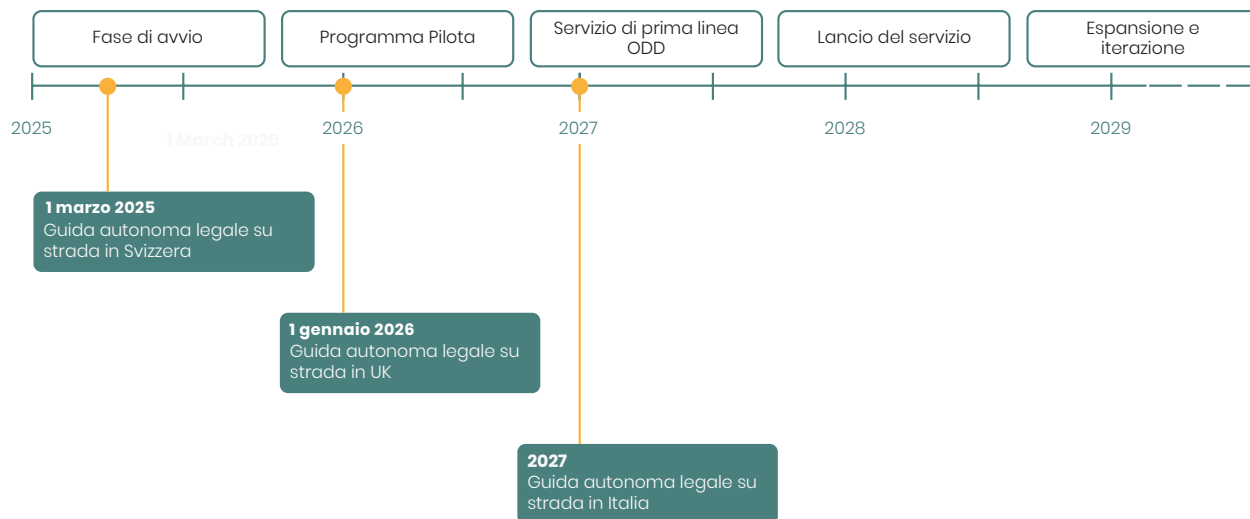 Fase di avvio
Programma Pilota
Servizio di prima linea
ODD
Lancio del servizio
Espansione e
iterazione
2025
2026
2027
2028
2029
1 March 2025
1 marzo 2025
Guida autonoma legale su
strada in Svizzera
1 gennaio 2026
Guida autonoma legale su
strada in UK
2027
Guida autonoma legale su
strada in Italia